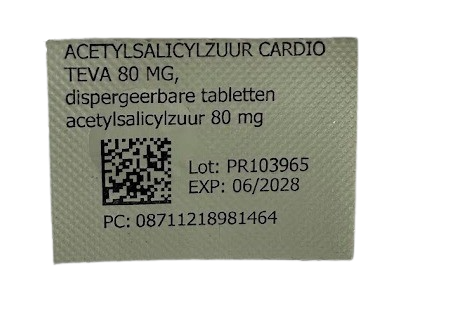 ACETYLSALICYLZUUR CARDIO
TEVA 80 MG,
dispergeerbare tabletten
acetylsalicylzuur 80 mg
Lot: PR103965
EXP: 06/2028
PC: 08711218981464